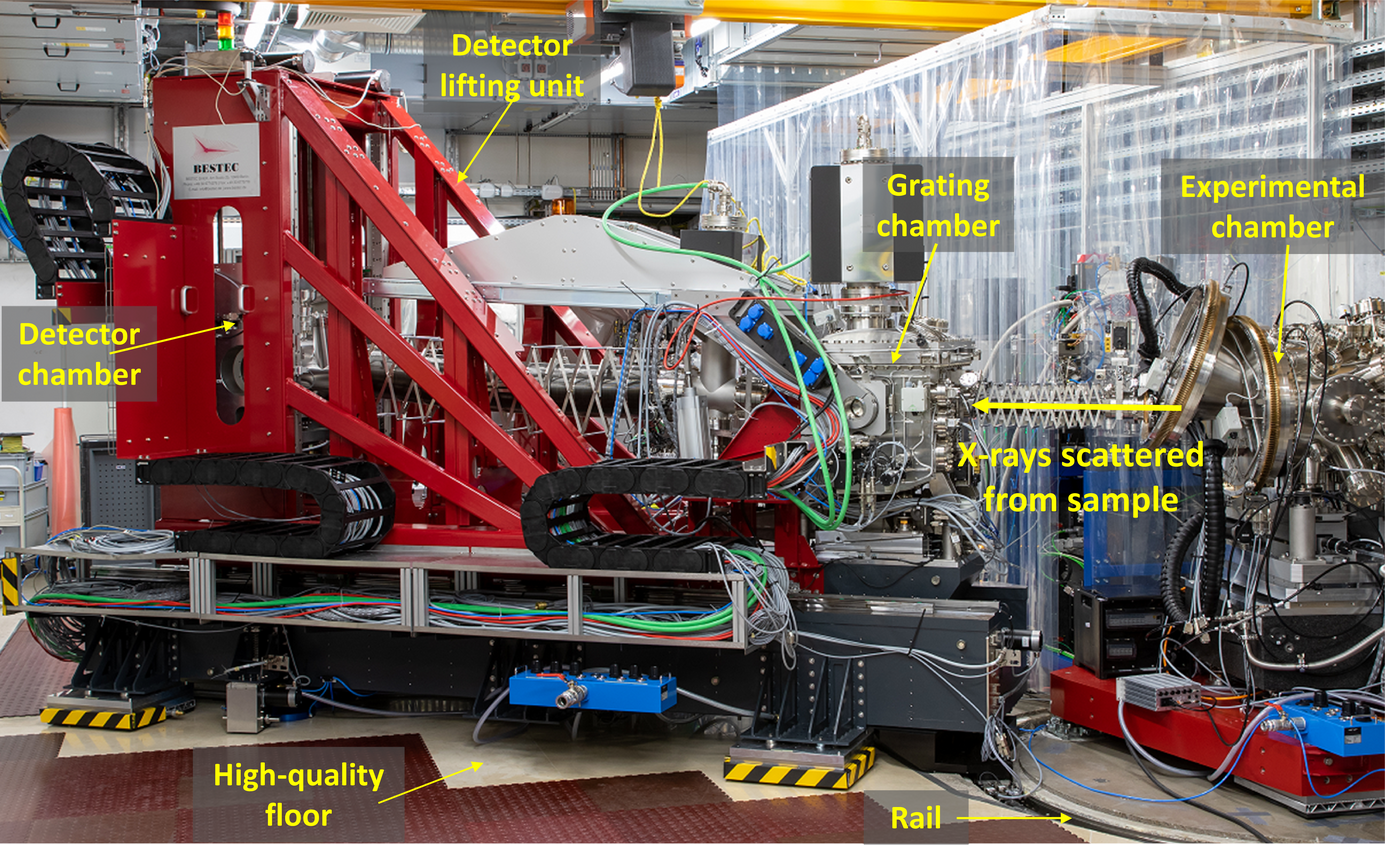 Detector
lifting unit
BESTEC
Grating
chamber
Experimental
chamber
Detector
chamber
X-rays scattered
from sample
High-quality
floor
Rail